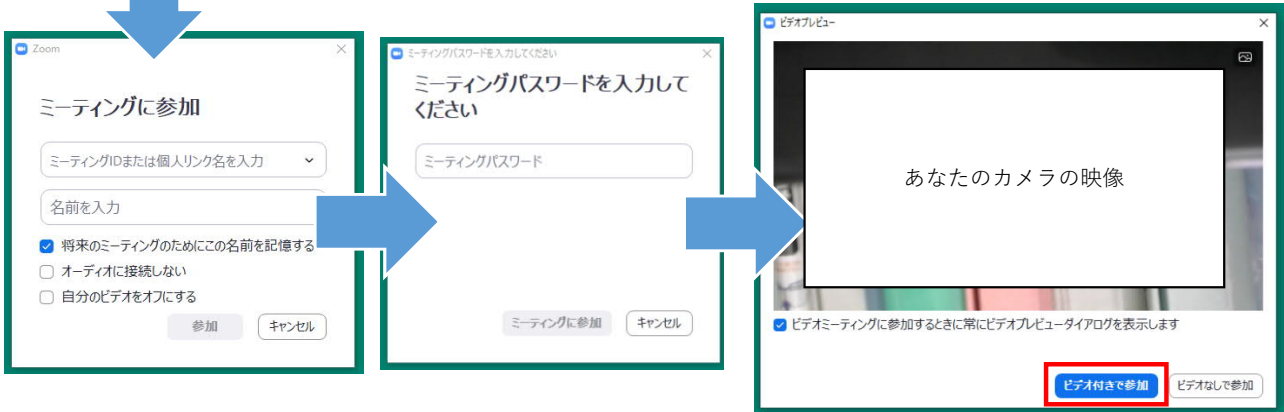 Zoom
ミーティングに参加
ミーティングIDまたは個人リンク名を入力
名前を入力
将来のミーティングのためにこの名前を記憶する
オーディオに接続しない
自分のビデオをオフにする
参加
キャンセル
ミーティングパスワードを入力してください
ミーティングパスワードを入力して
ください
ミーティングパスワード
ミーティングに参加
キャンセル
ビデオプレビュー
あなたのカメラの映像
ビデオミーティングに参加するときに常にビデオプレビューダイアログを表示します
ビデオ付きで参加
ビデオなしで参加